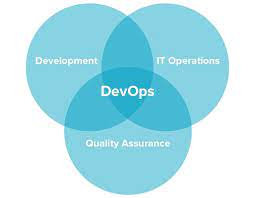 Development
IT Operations
DevOps
Quality Assurance